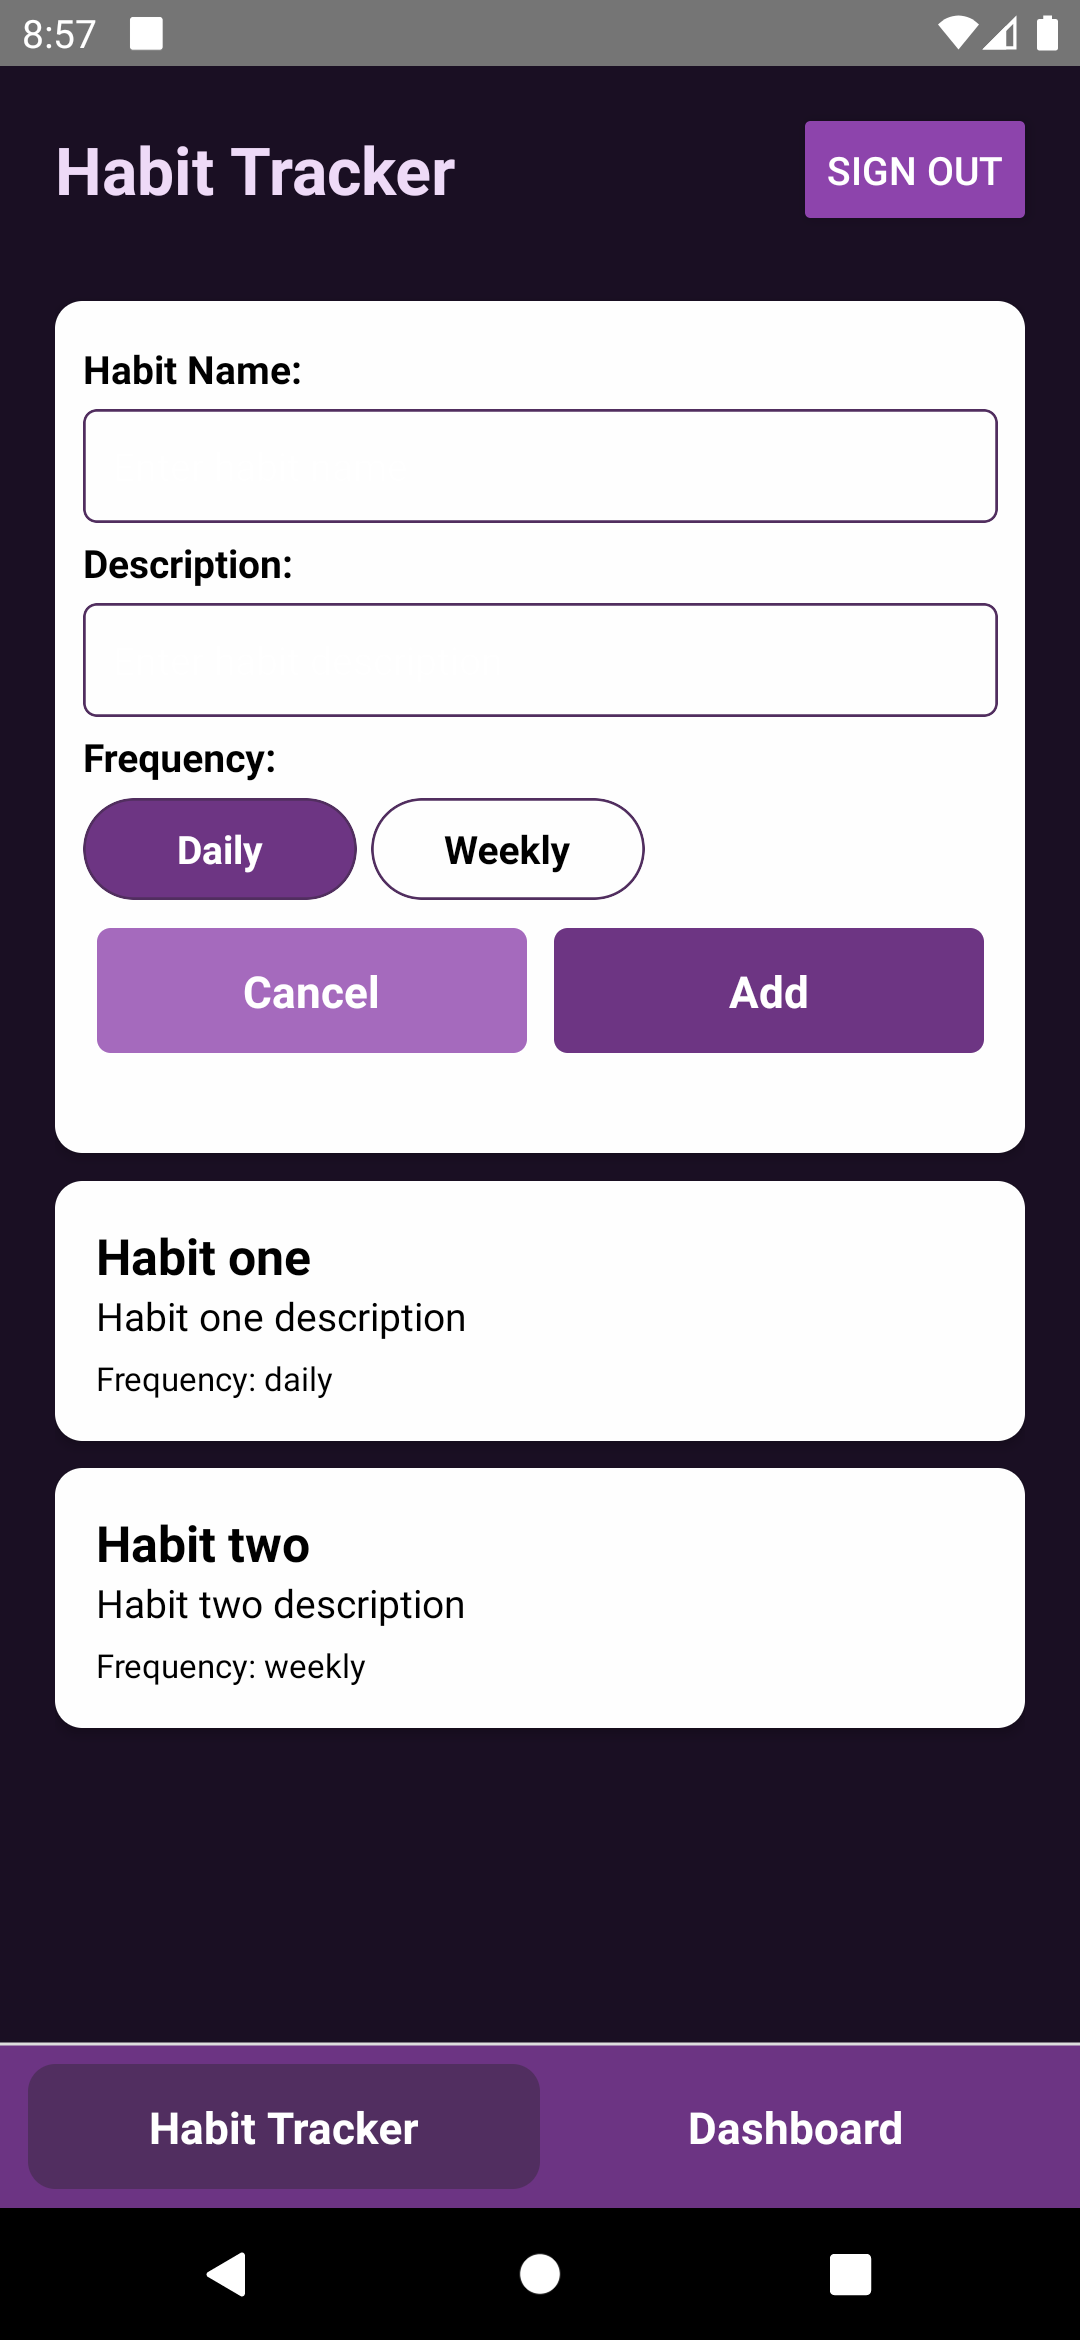 8:57
Habit Tracker
SIGN OUT
Habit Name:
Description:
Frequency:
Daily
Weekly
Cancel
Add
Habit one
Habit one description
Frequency: daily
Habit two
Habit two description
Frequency: weekly
Habit Tracker
Dashboard